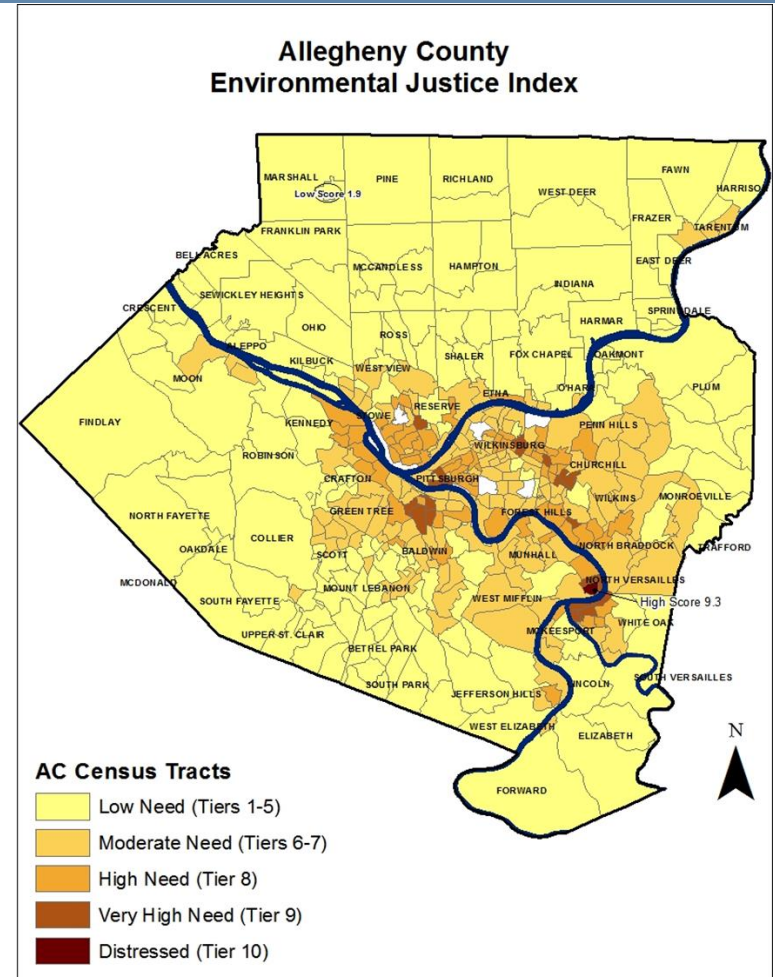 Allegheny County
Environmental Justice Index
FAWN
MARSHALL
PINE
RICHLAND
HARRISON
WEST DEER
Low Score 1.9
FRAZER
TARENTUM
FRANKLIN PARK
BELL ACRES
EAST DEER
MCCANDLESS
HAMPTON
INDIANA
SEWICKLEY HEIGHTS
CRESCENT
SPRINGDALE
HARMAR
OHIO
ROSS
ALEPPO
FOX CHAPEL
OAKMONT
SHALER
KILBUCK
WEST VIEW
MOON
O'HARA
PLUM
ETNA
RESERVE
STOWE
FINDLAY
KENNEDY
PENN HILLS
WILKINSBURG
ROBINSON
CHURCHILL
CRAFTON
PITTSBURGH
WILKINS
MONROEVILLE
GREEN TREE
FOREST HILLS
NORTH FAYETTE
COLLIER
NORTH BRADDOCK
TRAFFORD
OAKDALE
SCOTT
BALDWIN
MUNHALL
MCDONALD
MOUNT LEBANON
NORTH VERSAILLES
WEST MIFFLIN
SOUTH FAYETTE
High Score 9.3
WHITE OAK
MCKEESPORT
UPPER ST. CLAIR
BETHEL PARK
SOUTH VERSAILLES
SOUTH PARK
LINCOLN
JEFFERSON HILLS
WEST ELIZABETH
ELIZABETH
N
FORWARD
AC Census Tracts
Low Need (Tiers 1-5)
Moderate Need (Tiers 6-7)
High Need (Tier 8)
Very High Need (Tier 9)
Distressed (Tier 10)